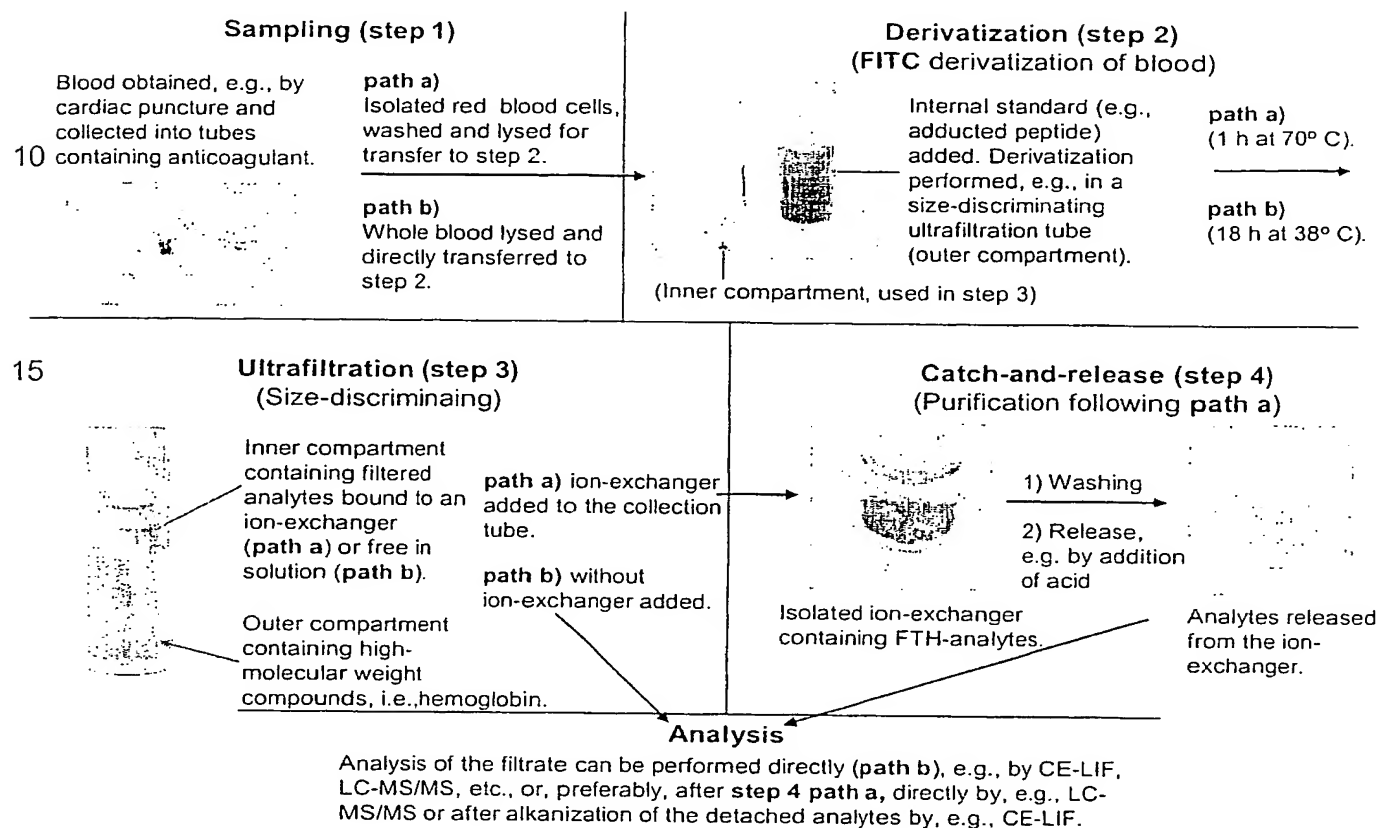 Sampling (step 1)
Blood obtained, e.g., by
cardiac puncture and
collected into tubes
10 containing anticoagulant.
path a)
Isolated red blood cells,
washed and lysed for
transfer to step 2.
path b)
Whole blood lysed and
directly transferred to
step 2.
Derivatization (step 2)
(FITC derivatization of blood)
Internal standard (e.g.,
adducted peptide)
added. Derivatization
performed, e.g., in a
size-discriminating
ultrafiltration tube
(outer compartment).
path a)
(1 h at 70º C).
path b)
(18 h at 38º C).
(Inner compartment, used in step 3)
15
Ultrafiltration (step 3)
(Size-discriminaing)
Inner compartment
containing filtered
analytes bound to an
ion-exchanger
(path a) or free in
solution (path b).
Outer compartment
containing high-
molecular weight
compounds, i.e.,hemoglobin.
path a) ion-exchanger
added to the collection
tube.
path b) without
ion-exchanger added.
Catch-and-release (step 4)
(Purification following path a)
1) Washing
2) Release,
e.g. by addition
of acid
Isolated ion-exchanger
containing FTH-analytes.
Analytes released
from the ion-
exchanger.
Analysis
Analysis of the filtrate can be performed directly (path b), e.g., by CE-LIF,
LC-MS/MS, etc., or, preferably, after step 4 path a, directly by, e.g., LC-
MS/MS or after alkanization of the detached analytes by, e.g., CE-LIF.